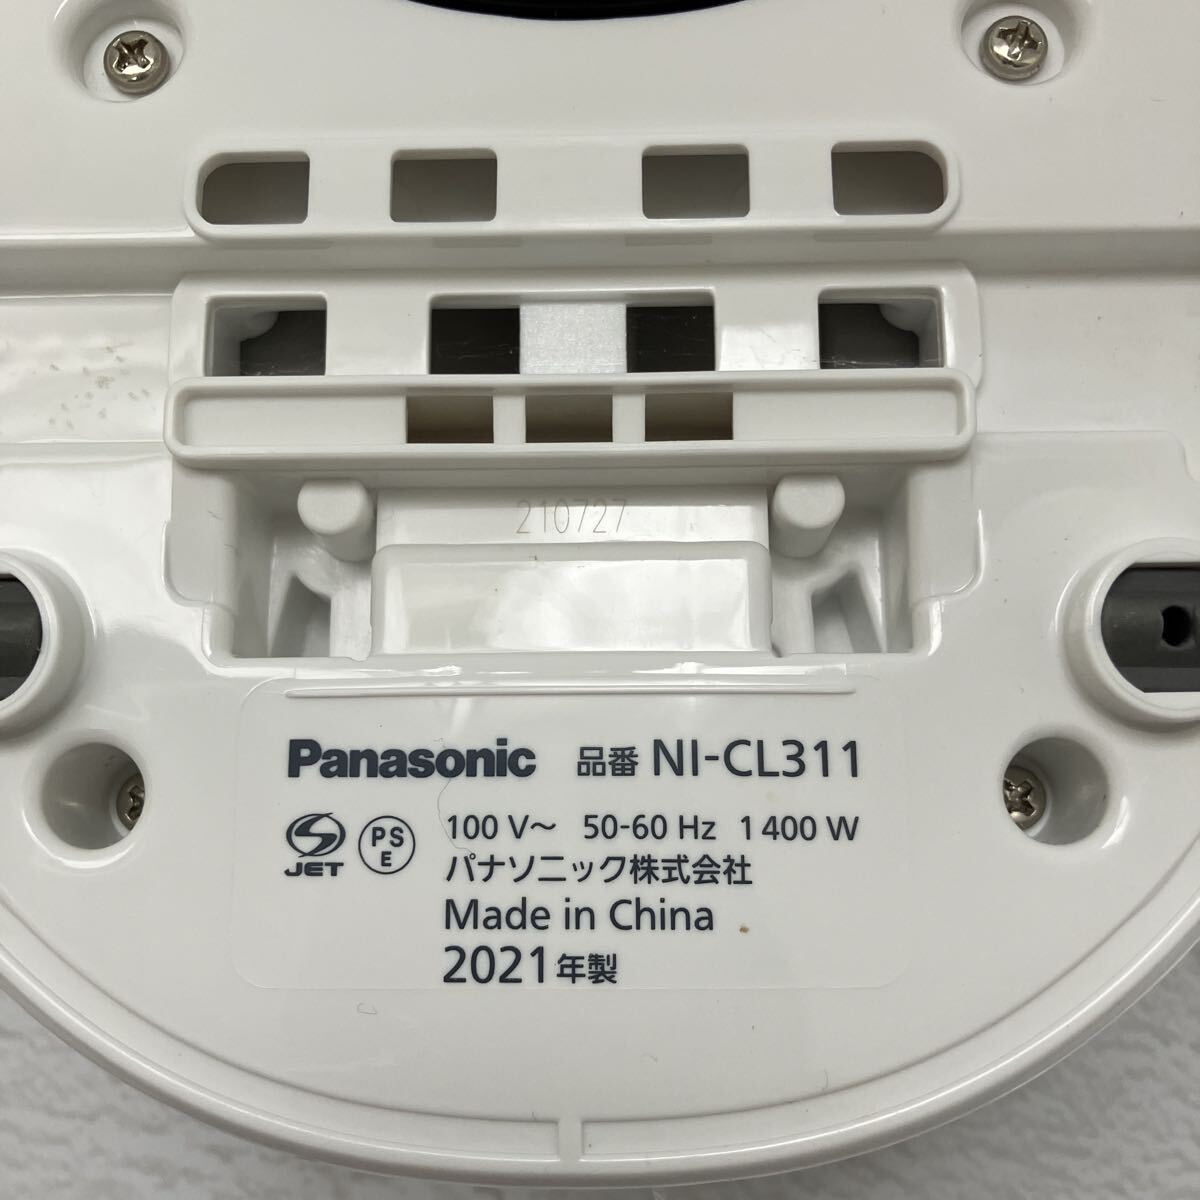 210727
Panasonic 品番 NI-CL311
JET PS E 100 V~ 50-60 Hz 1400 W
パナソニック株式会社
Made in China
2021年製